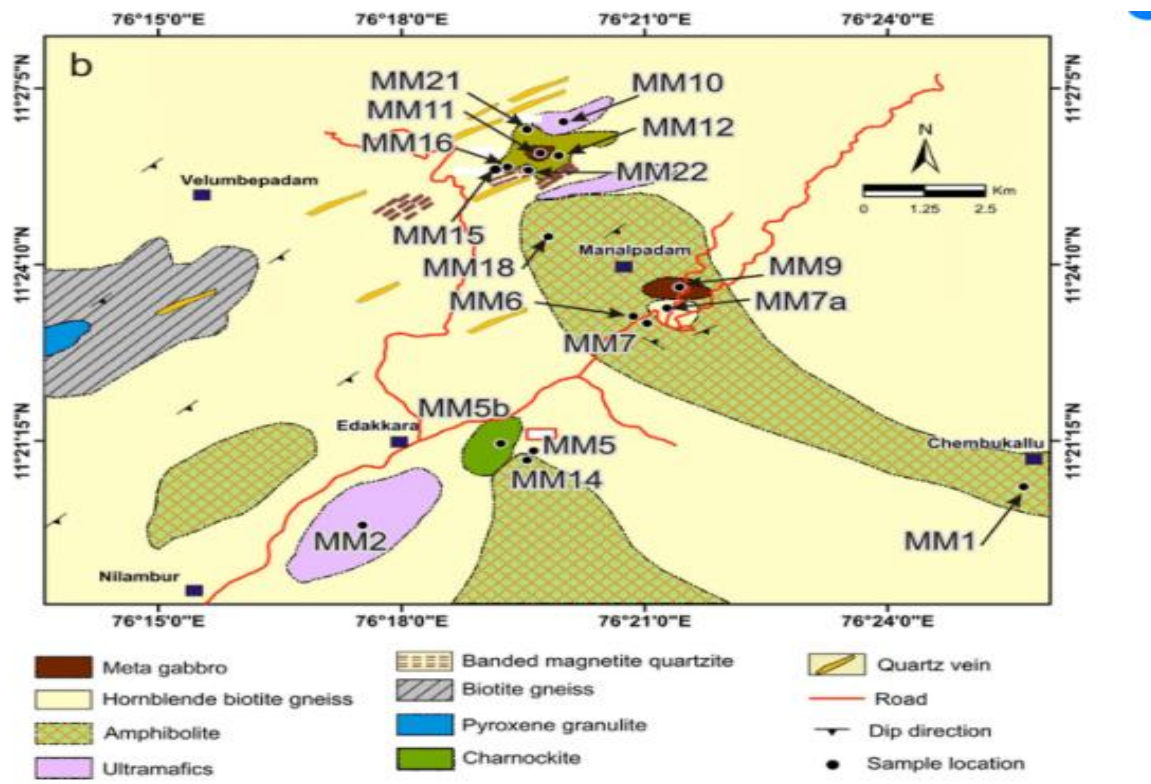 76°15'0"E 76°18'0"E 76°21'0"E 76°24'0"E
b
11°27'5"N
11°27'5"N
MM21
MM10
MM11
MM12
MM16
N
Velumbepadam
MM22
Km
0 1.25 2.5
MM15
Manalpadam
11°24'10"N
11°24'10"N
MM18
MM9
MM6
MM7a
MM7
MM5b
Edakkara
11°21'15"N
11°21'15"N
MM5
Chembukallu
MM14
MM2
MM1
Nilambur
76°15'0"E 76°18'0"E 76°21'0"E 76°24'0"E
Meta gabbro
Hornblende biotite gneiss
Amphibolite
Ultramafics
Banded magnetite quartzite
Biotite gneiss
Pyroxene granulite
Charnockite
Quartz vein
Road
Dip direction
Sample location